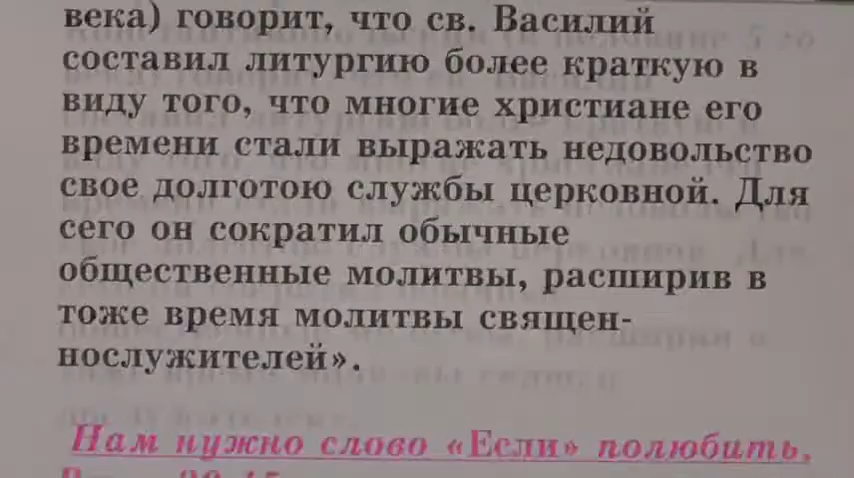 века) говорит, что св. Василий
составил литургию более краткую в
виду того, что многие христиане его
времени стали выражать недовольство
свое долготою службы церковной. Для
сего он сократил обычные
общественные молитвы, расширив в
тоже время молитвы священ-
нослужителей».
Нам нужно слово «Если» полюбить,